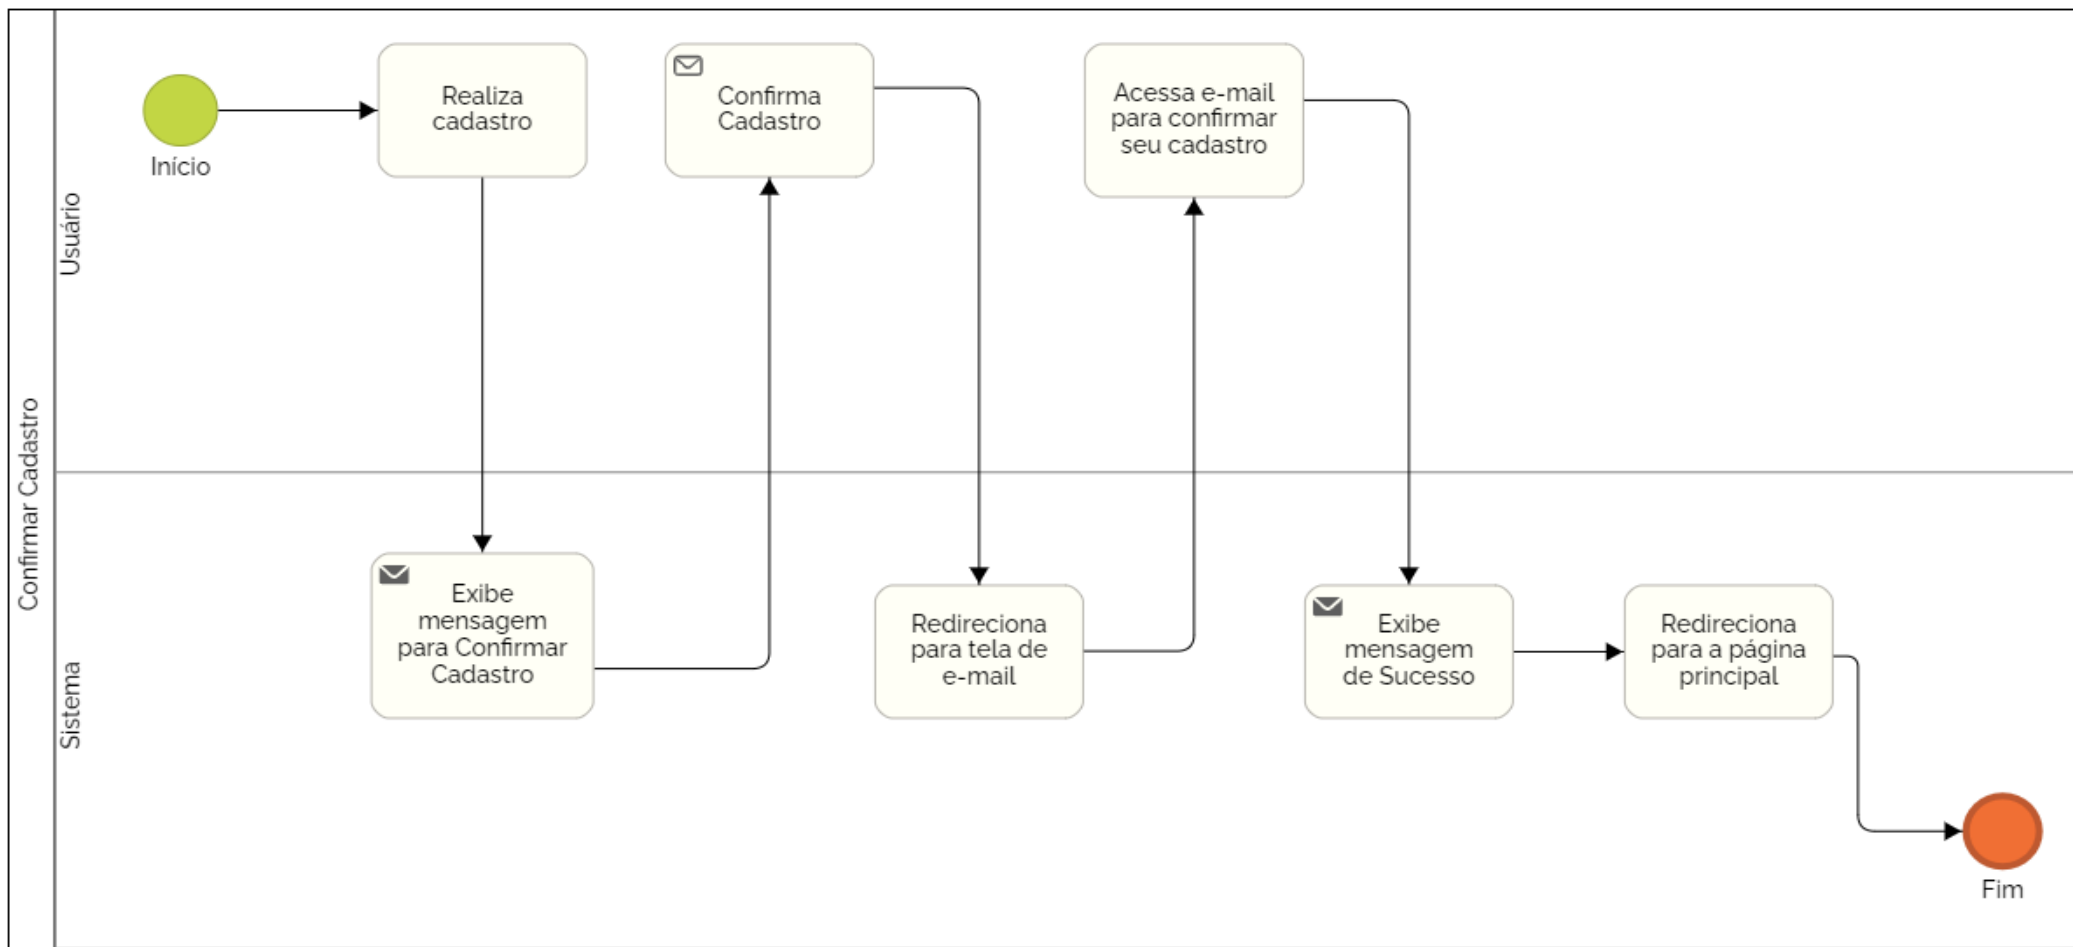 Confirmar Cadastro
Usuário
Início
Realiza
cadastro
Confirma
Cadastro
Acessa e-mail
para confirmar
seu cadastro
Sistema
Exibe
mensagem
para Confirmar
Cadastro
Redireciona
para tela de
e-mail
Exibe
mensagem
de Sucesso
Redireciona
para a página
principal
Fim